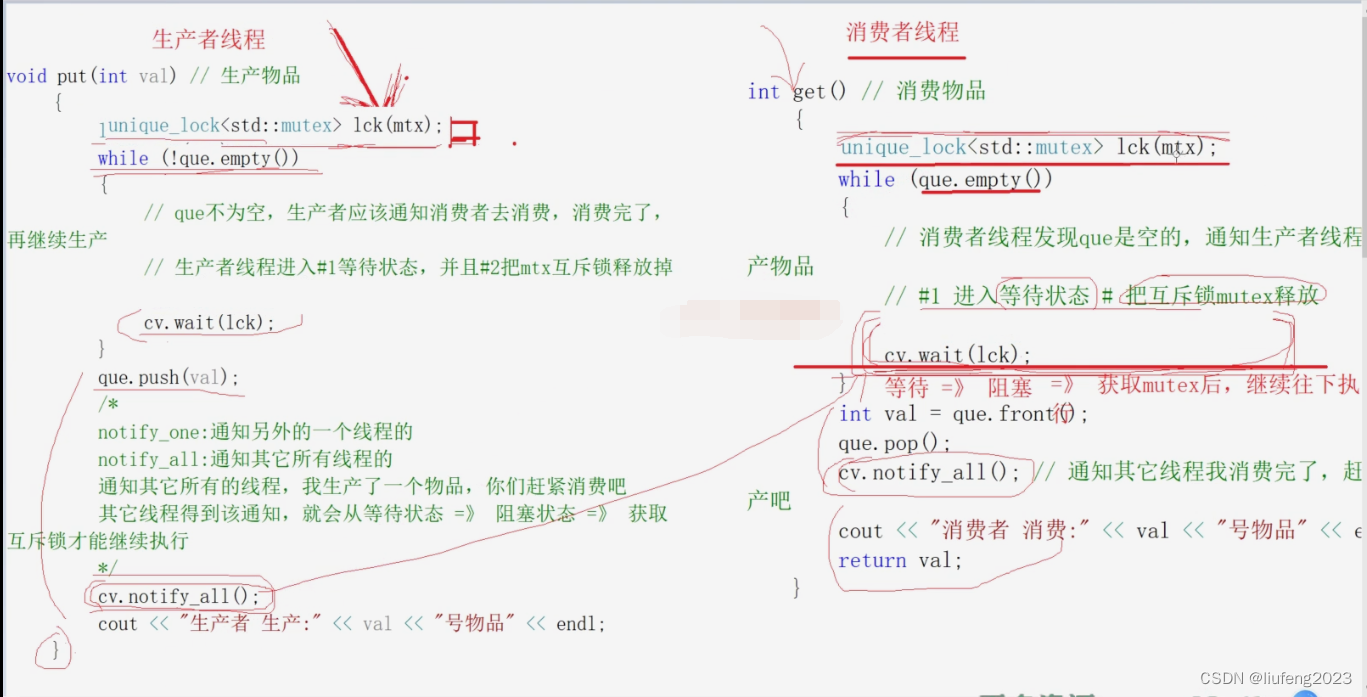 生产者线程
void put(int val) // 生产物品
{
unique_lock<std::mutex> lck(mtx);
while (!que.empty())
{
// que不为空，生产者应该通知消费者去消费，消费完了，
再继续生产
// 生产者线程进入#1等待状态，并且#2把mtx互斥锁释放掉
cv.wait(lck);
}
que.push(val);
/*
notify_one:通知另外的一个线程的
notify_all:通知其它所有线程的
通知其它所有的线程，我生产了一个物品，你们赶紧消费吧
其它线程得到该通知，就会从等待状态 =》 阻塞状态 =》 获取
互斥锁才能继续执行
*/
cv.notify_all();
cout << "生产者 生产:" << val << "号物品" << endl;
}
消费者线程
int get() // 消费物品
{
unique_lock<std::mutex> lck(mtx);
while (que.empty())
{
// 消费者线程发现que是空的，通知生产者线程
产物品
// #1 进入等待状态 # 把互斥锁mutex释放
cv.wait(lck);
}
等待 =》 阻塞 =》 获取mutex后，继续往下执
行
int val = que.front();
que.pop();
cv.notify_all(); // 通知其它线程我消费完了，赶
产吧
cout << "消费者 消费:" << val << "号物品" << e
return val;
}
CSDN @liufeng2023